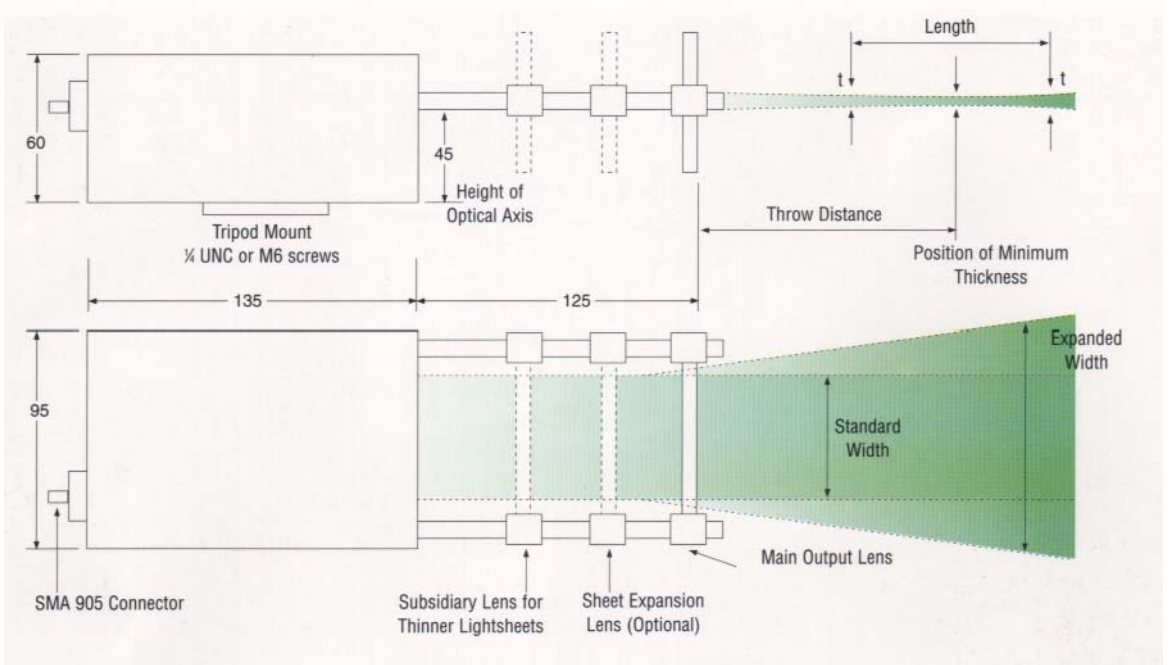 Length
t
t
60
45
Height of
Optical Axis
Throw Distance
Tripod Mount
¼ UNC or M6 screws
Position of Minimum
Thickness
135
125
Expanded
Width
95
Standard
Width
Main Output Lens
SMA 905 Connector
Subsidiary Lens for
Thinner Lightsheets
Sheet Expansion
Lens (Optional)